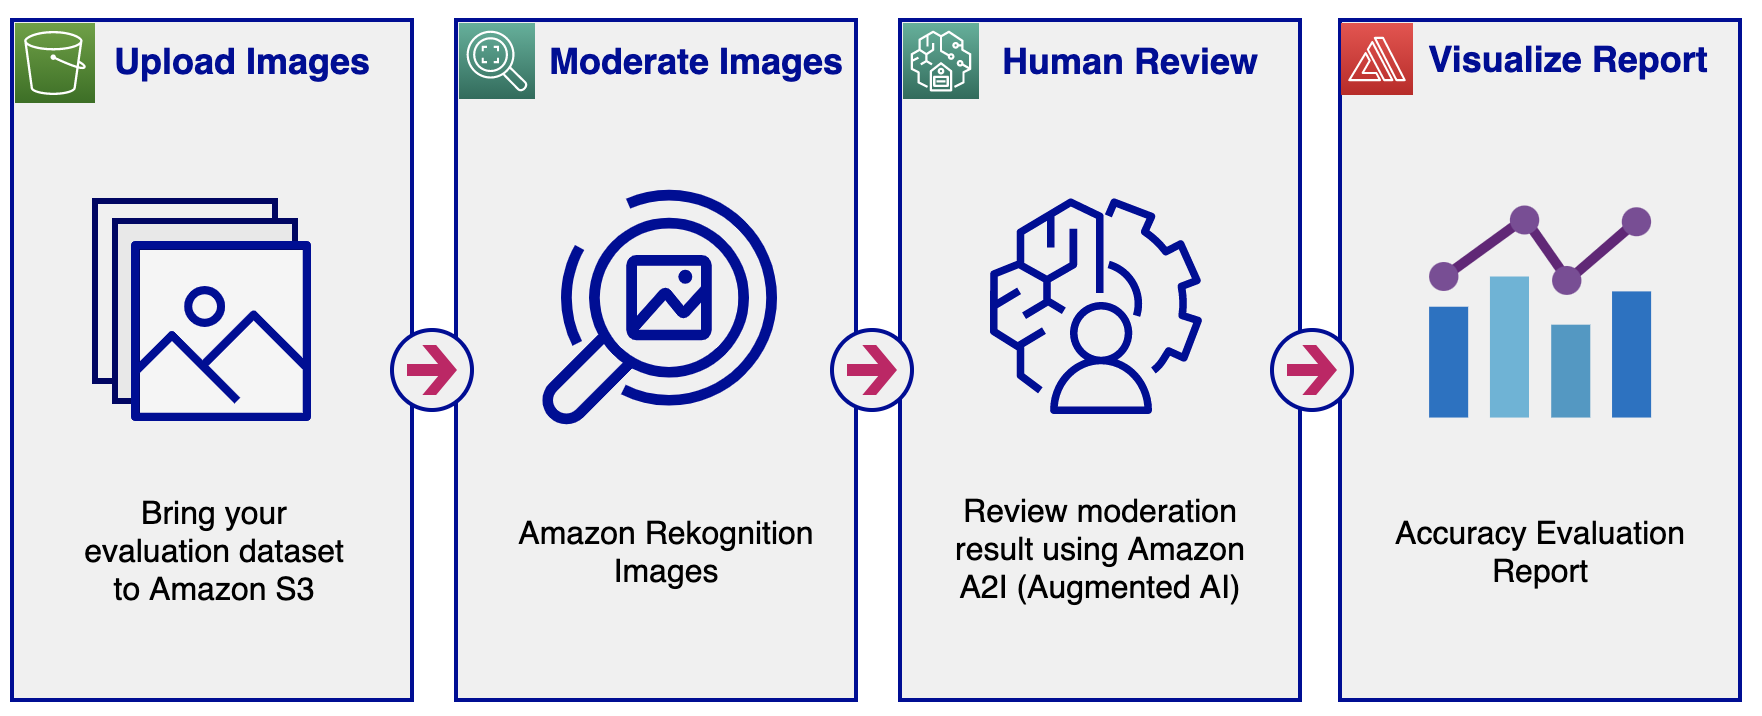 Upload Images
Bring your
evaluation dataset
to Amazon S3
Moderate Images
Amazon Rekognition
Images
Human Review
Review moderation
result using Amazon
A2I (Augmented AI)
Visualize Report
Accuracy Evaluation
Report